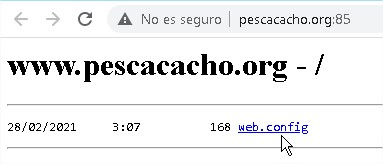 No es seguro | pescacacho.org:85
www.pescacacho.org - /
28/02/2021 3:07 168 web.config